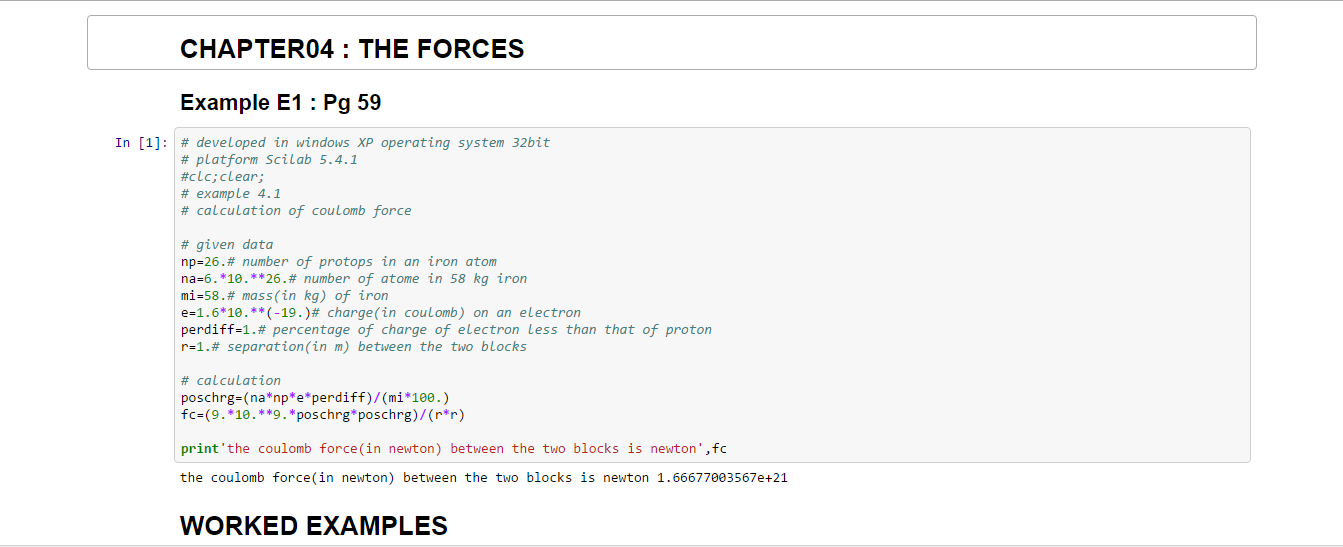 CHAPTER04 : THE FORCES
Example E1 : Pg 59
In [1]:
# developed in windows XP operating system 32bit
# platform Scilab 5.4.1
#clc;clear;
# example 4.1
# calculation of coulomb force
# given data
np=26.# number of protops in an iron atom
na=6.*10.**26.# number of atome in 58 kg iron
mi=58.# mass(in kg) of iron
e=1.6*10.**(-19.)# charge(in coulomb) on an electron
perdiff=1.# percentage of charge of electron less than that of proton
r=1.# separation(in m) between the two blocks
# calculation
poschrg=(na*np*e*perdiff)/(mi*100.)
fc=(9.*10.**9.*poschrg*poschrg)/(r*r)
print'the coulomb force(in newton) between the two blocks is newton',fc
the coulomb force(in newton) between the two blocks is newton 1.66677003567e+21
WORKED EXAMPLES